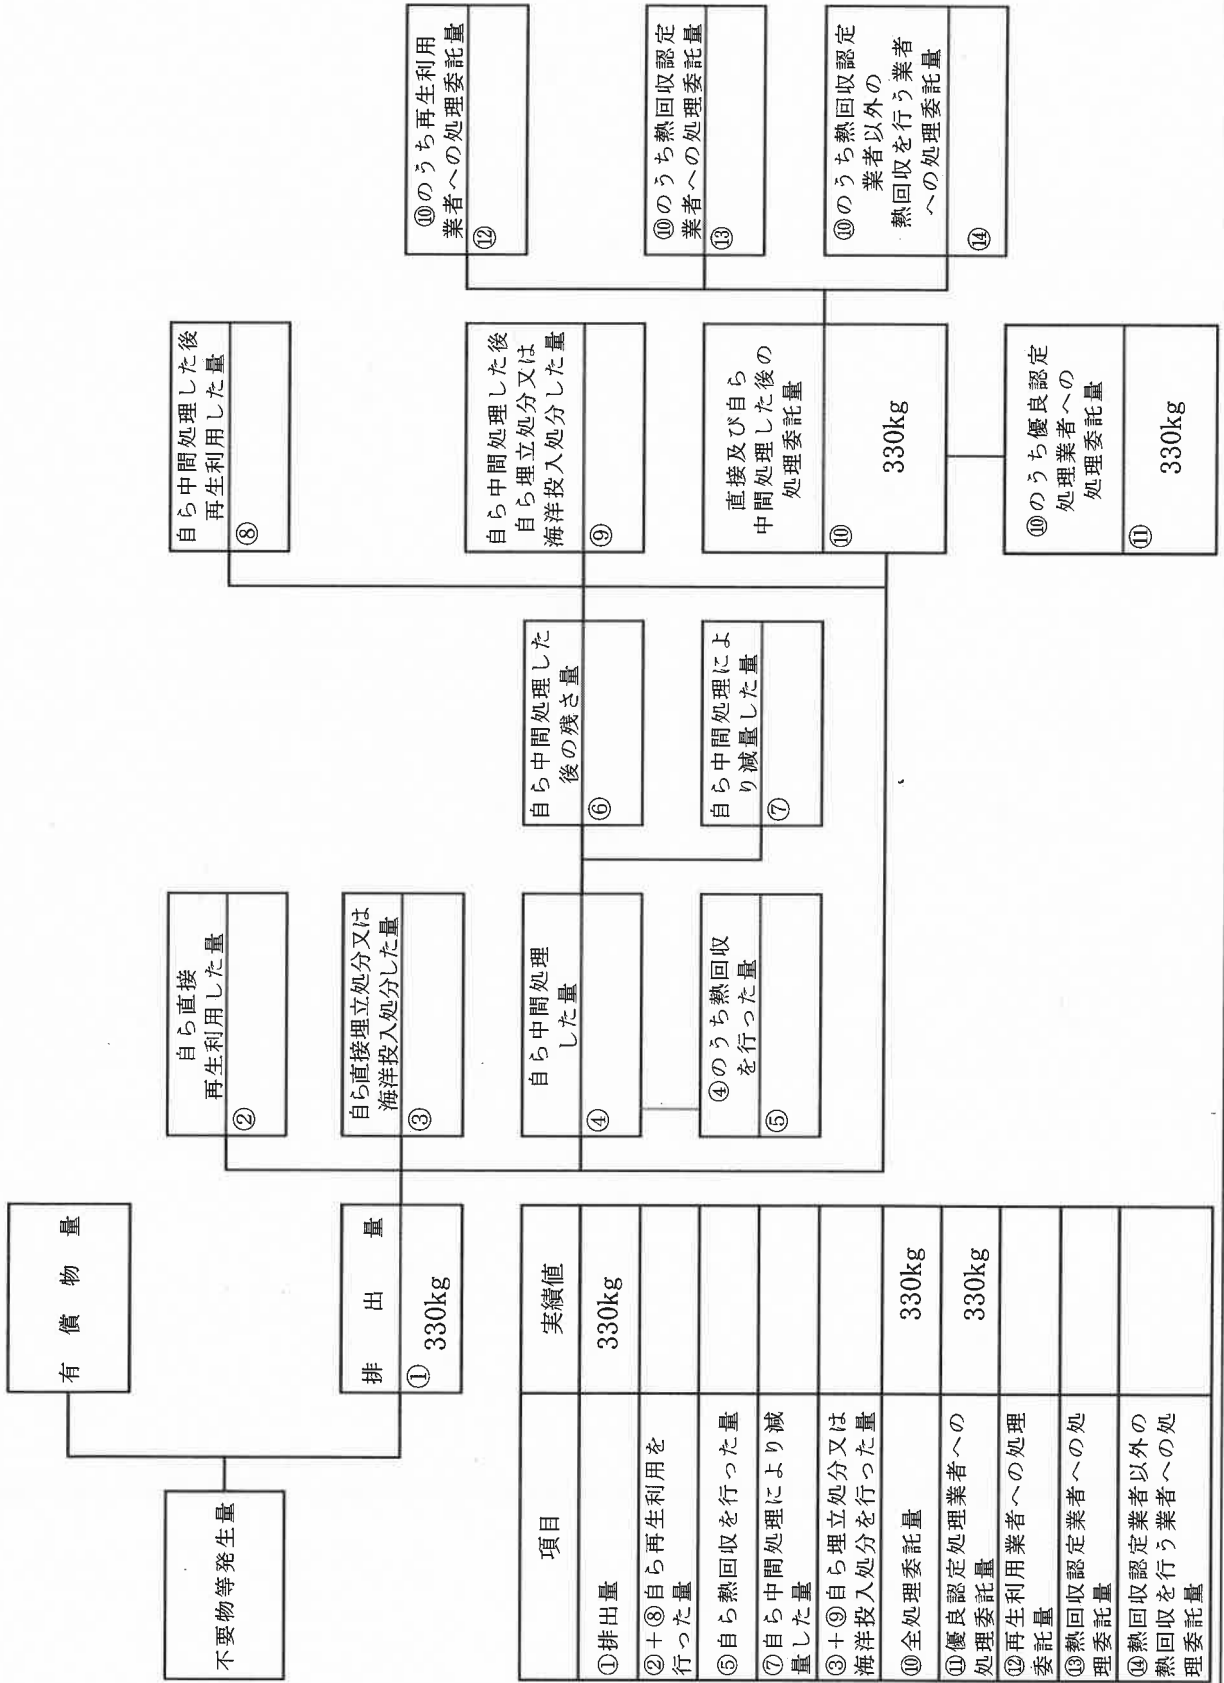 不要物等発生量
有償物量
排出量
①
330kg
自ら直接
再生利用した量
②
自ら直接埋立処分又は
海洋投入処分した量
③
自ら中間処理
した量
④
④のうち熱回収
を行った量
⑤
自ら中間処理した
後の残さ量
⑥
自ら中間処理によ
り減量した量
⑦
自ら中間処理した後
再生利用した量
⑧
自ら中間処理した後
自ら埋立処分又は
海洋投入処分した量
⑨
直接及び自ら
中間処理した後の
処理委託量
⑩
330kg
⑩のうち優良認定
処理業者への
処理委託量
⑪
330kg
⑩のうち再生利用
業者への処理委託量
⑫
⑩のうち熱回収認定
業者への処理委託量
⑬
⑩のうち熱回収認定
業者以外の
熱回収を行う業者
への処理委託量
⑭
項目 実績値
①排出量 330kg
②+⑧自ら再生利用を
行った量
⑤自ら熱回収を行った量
⑦自ら中間処理により減
量した量
③+⑨自ら埋立処分又は
海洋投入処分を行った量
⑩全処理委託量 330kg
⑪優良認定処理業者への
処理委託量 330kg
⑫再生利用業者への処理
委託量
⑬熱回収認定業者への処
理委託量
⑭熱回収認定業者以外の
熱回収を行う業者への処
理委託量